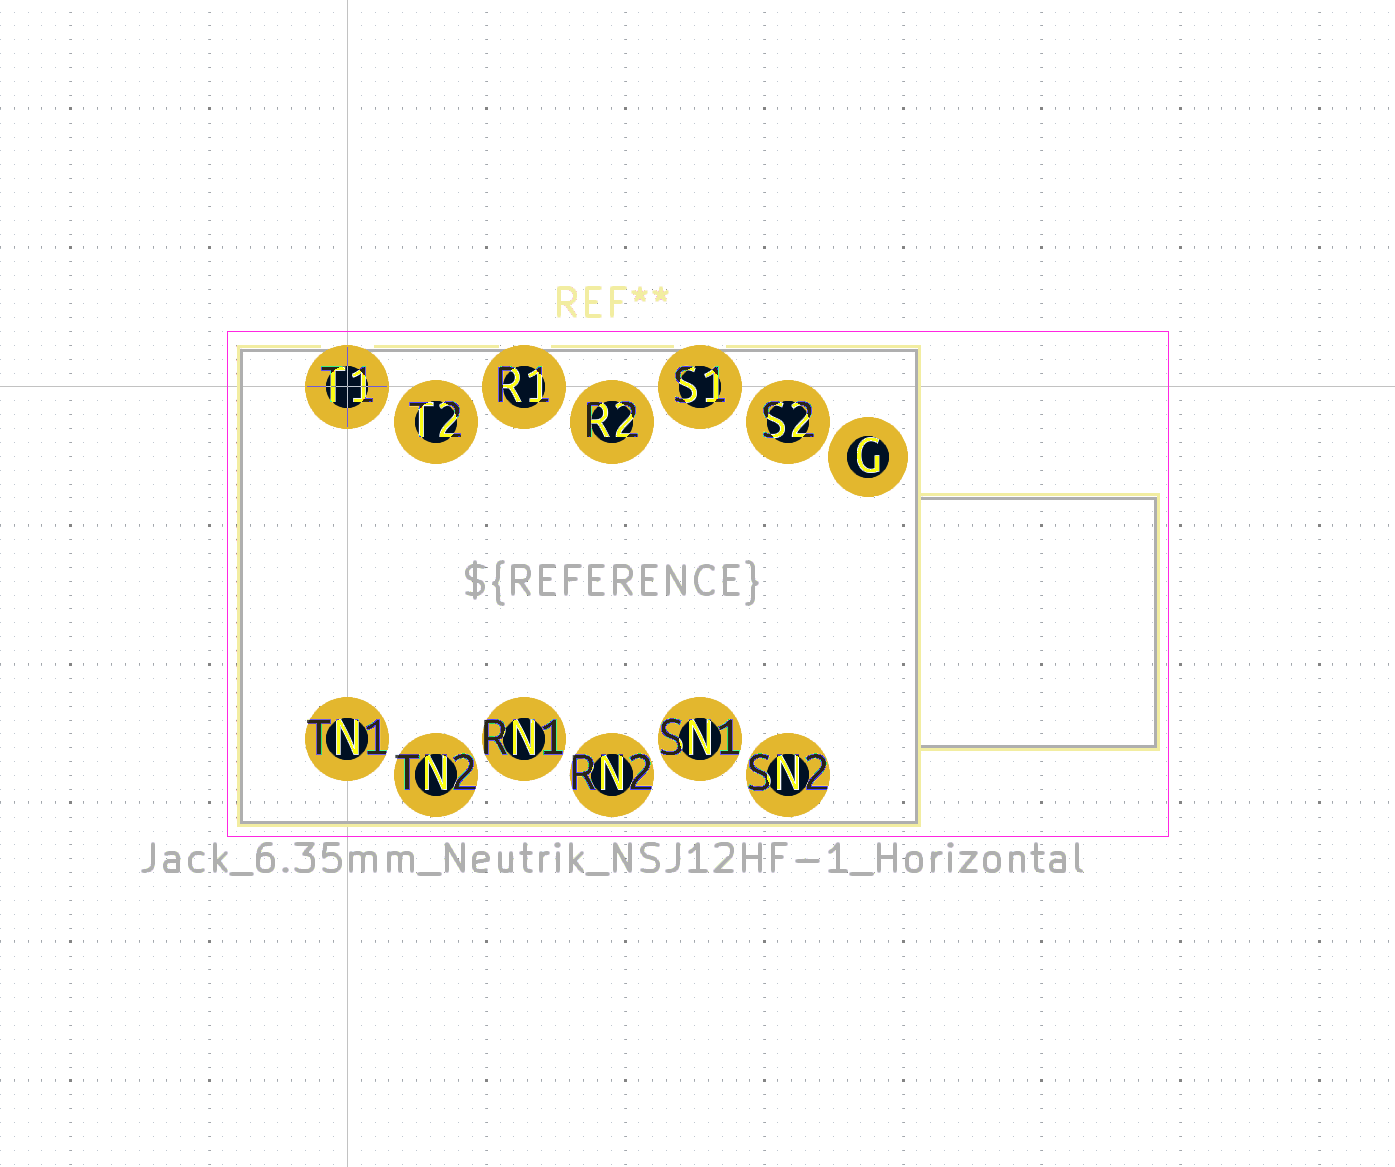 REF**
T1
T2
R1
R2
S1
S2
G
${REFERENCE}
TN1
TN2
RN1
RN2
SN1
SN2
Jack_6.35mm_Neutrik_NSJ12HF-1_Horizontal